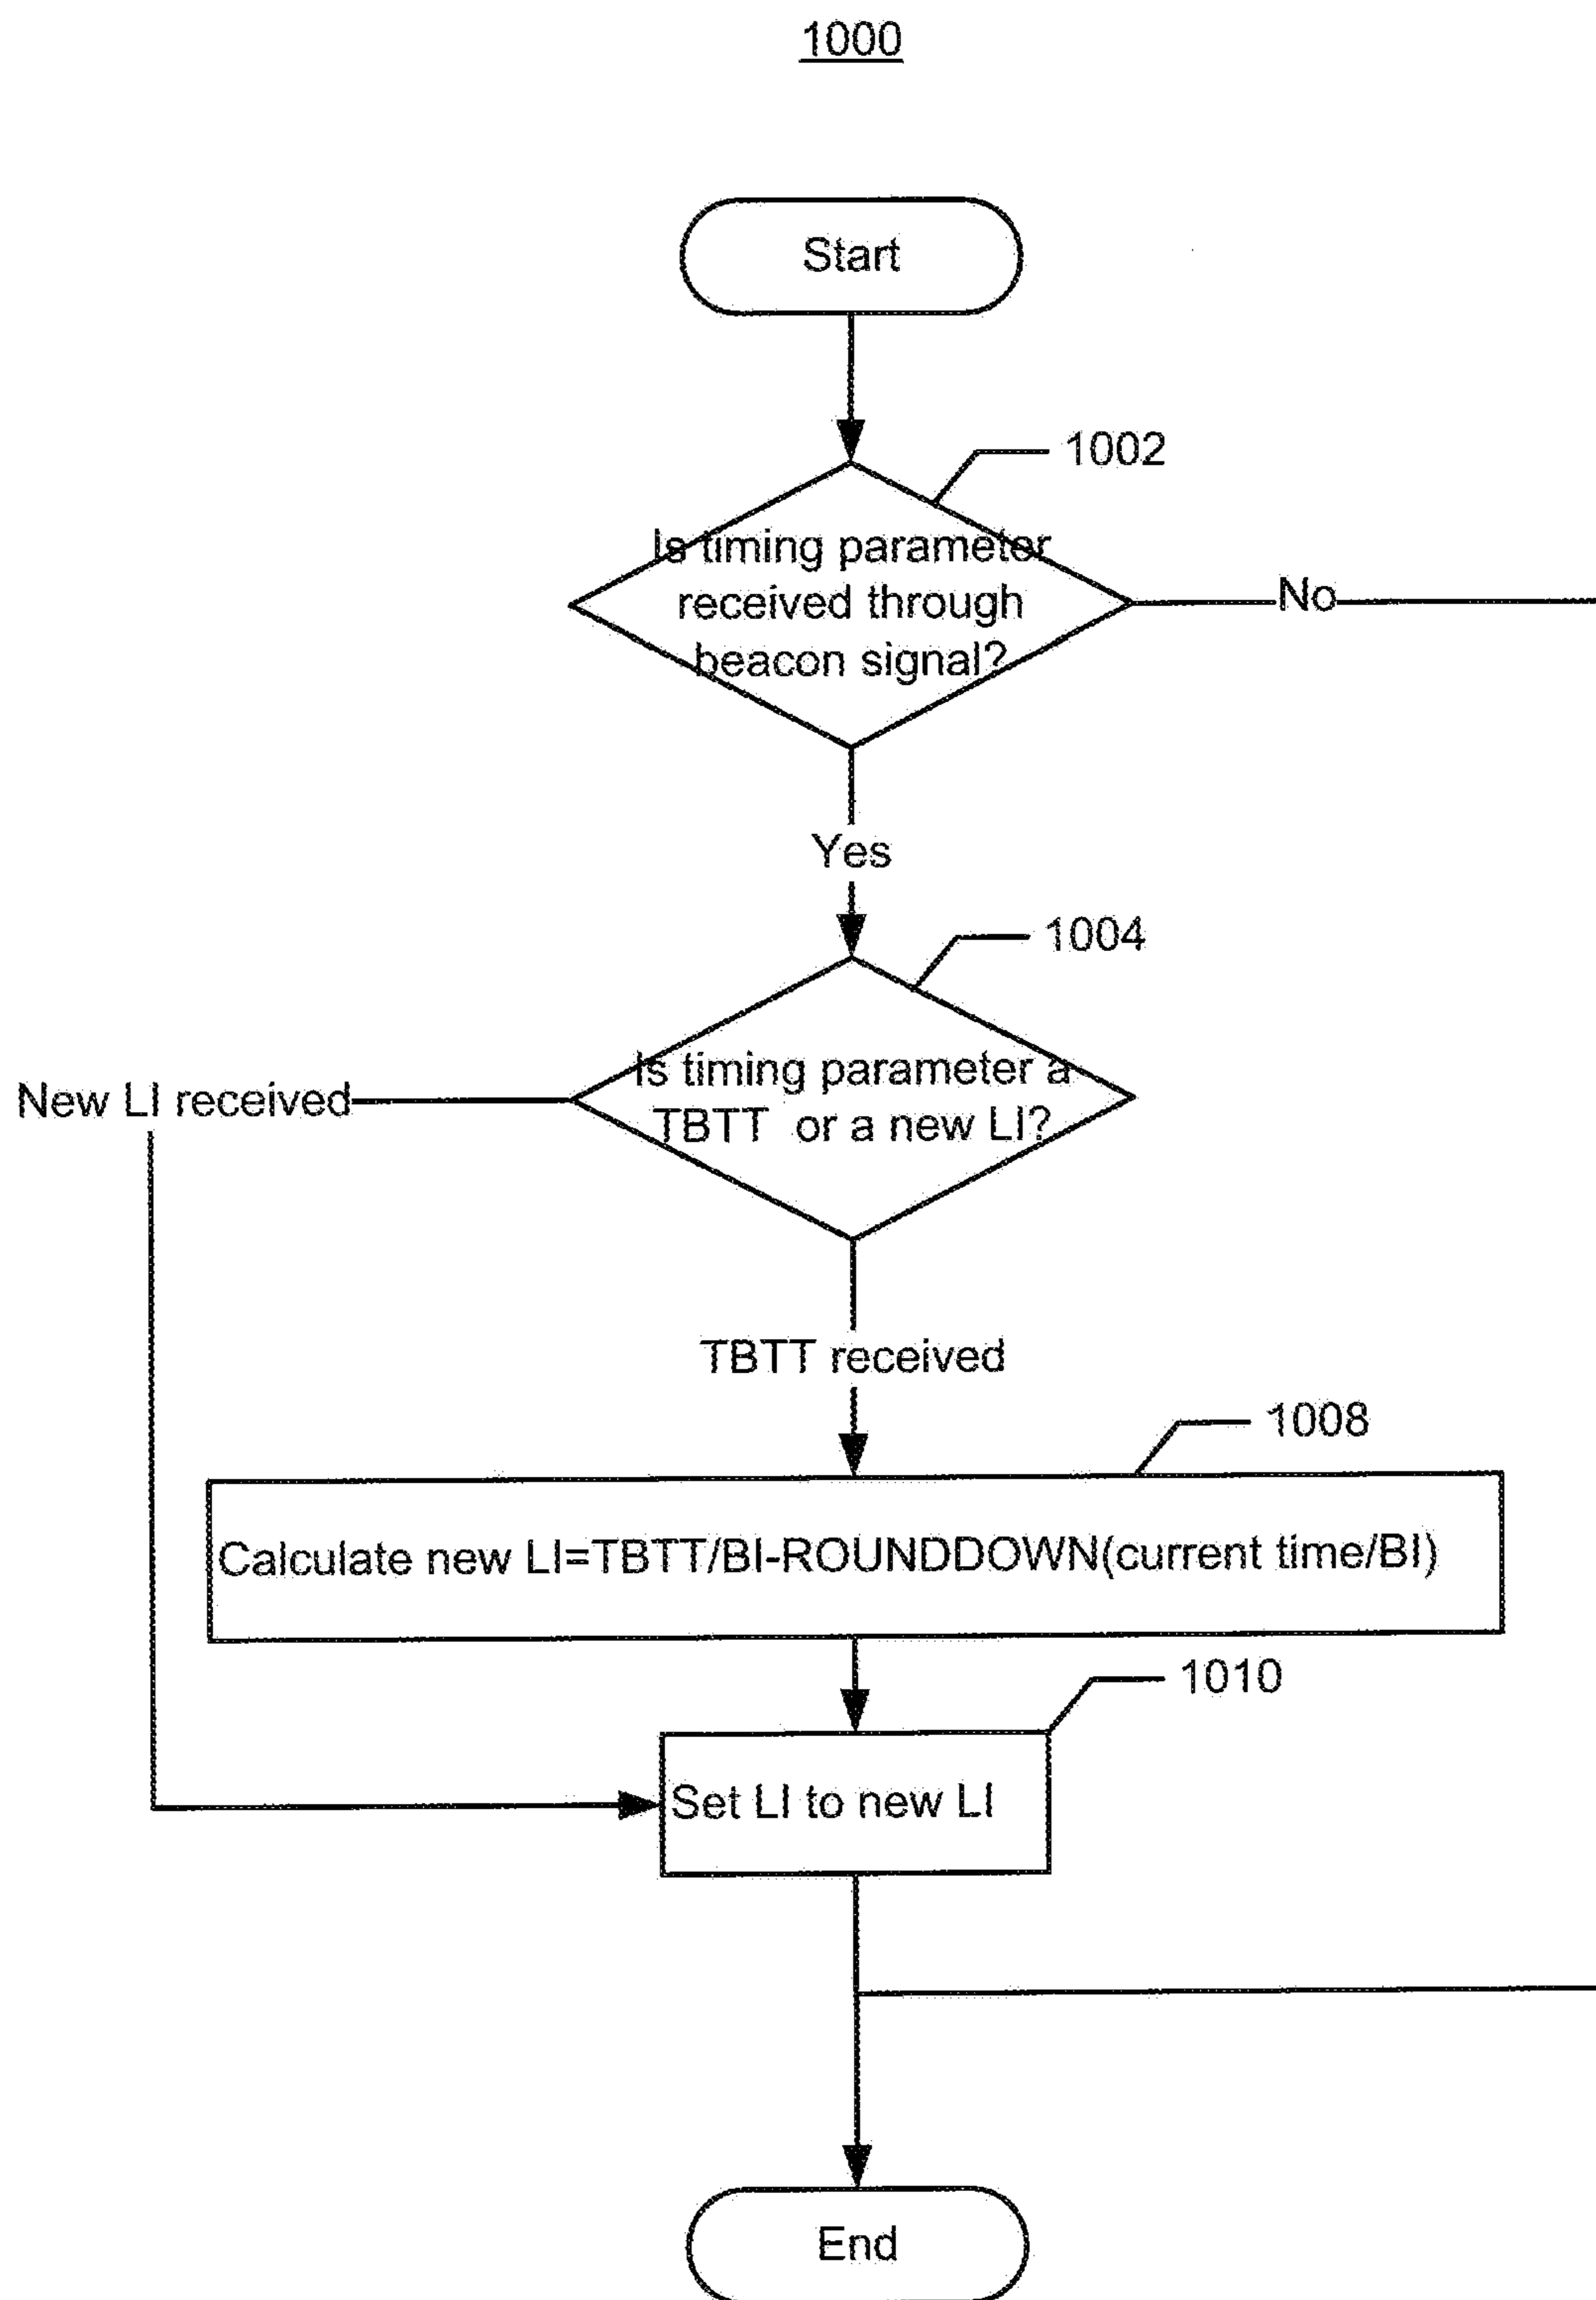 1000
Start
1002
Is timing parameter
received through
beacon signal?
No
Yes
1004
Is timing parameter a
TBTT or a new LI?
New LI received
TBTT received
1008
Calculate new LI=TBTT/BI-ROUNDDOWN(current time/BI)
1010
Set LI to new LI
End